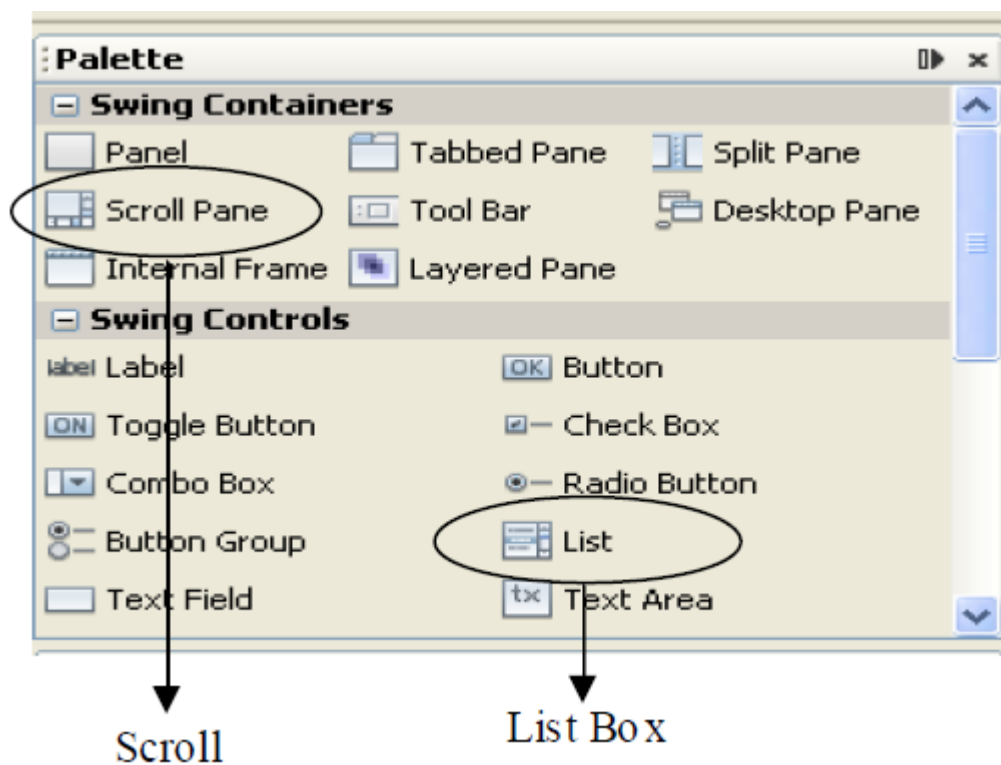 Palette
Swing Containers
Panel Tabbed Pane Split Pane
Scroll Pane Tool Bar Desktop Pane
Internal Frame Layered Pane
Swing Controls
label Label OK Button
ON Toggle Button Check Box
Combo Box Radio Button
Button Group List
Text Field tx Text Area
Scroll List Box